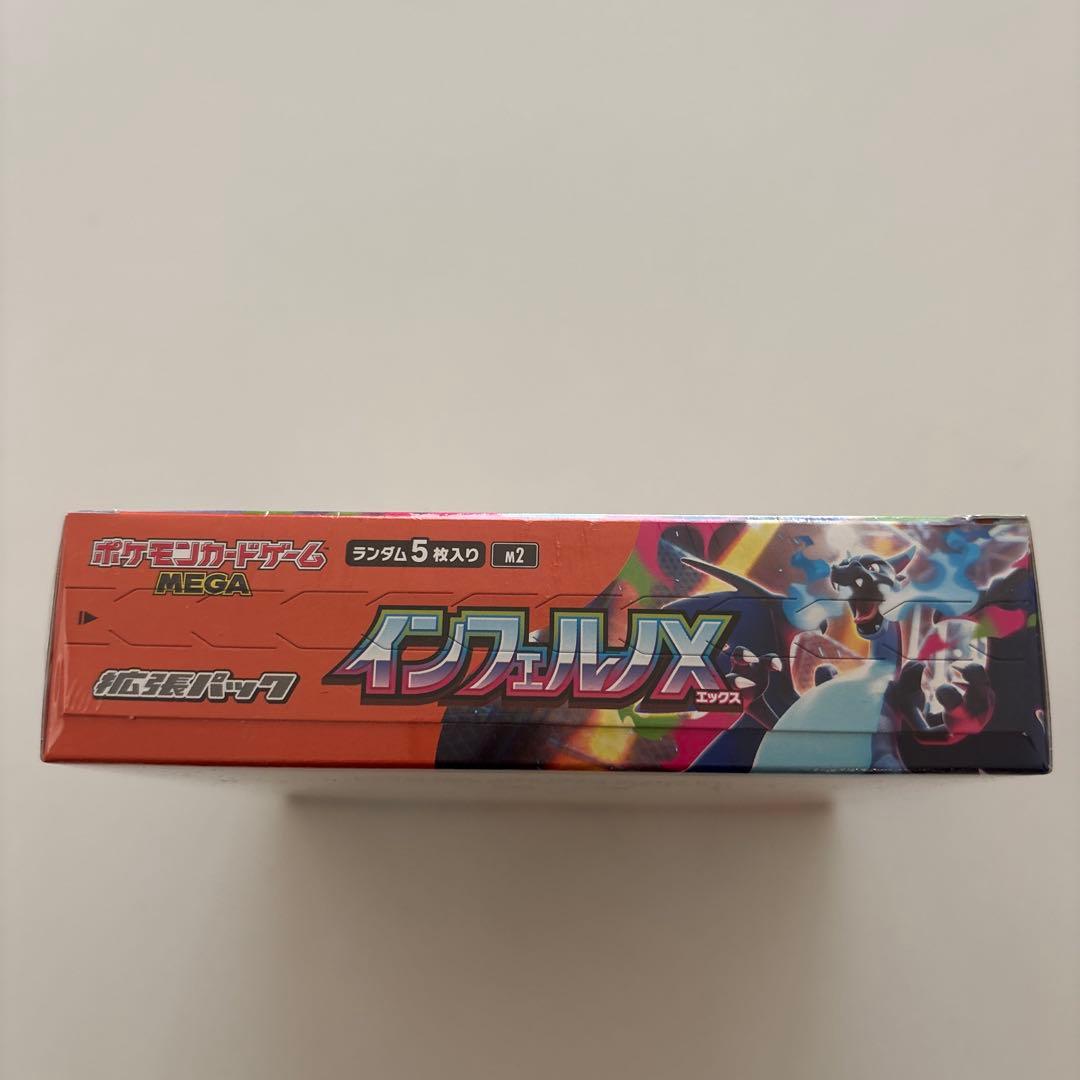 ポケモンカードゲーム
MEGA
ランダム5枚入り M2
インフェルノX
エックス
拡張パック